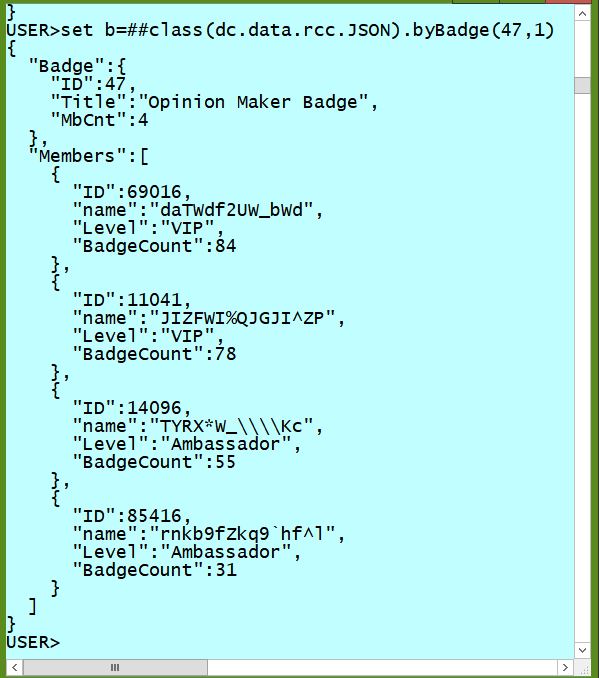 }
USER>set b=##class(dc.data.rcc.JSON).byBadge(47,1)
{
  "Badge":{
    "ID":47,
    "Title":"Opinion Maker Badge",
    "MbCnt":4
  },
  "Members":[
    {
      "ID":69016,
      "name":"daTWdf2UW_bWd",
      "Level":"VIP",
      "BadgeCount":84
    },
    {
      "ID":11041,
      "name":"JIZFWI%QJGJI^ZP",
      "Level":"VIP",
      "BadgeCount":78
    },
    {
      "ID":14096,
      "name":"TYRX*W_\\\\Kc",
      "Level":"Ambassador",
      "BadgeCount":55
    },
    {
      "ID":85416,
      "name":"rnkb9fZkq9`hf^l",
      "Level":"Ambassador",
      "BadgeCount":31
    }
  ]
}
USER>